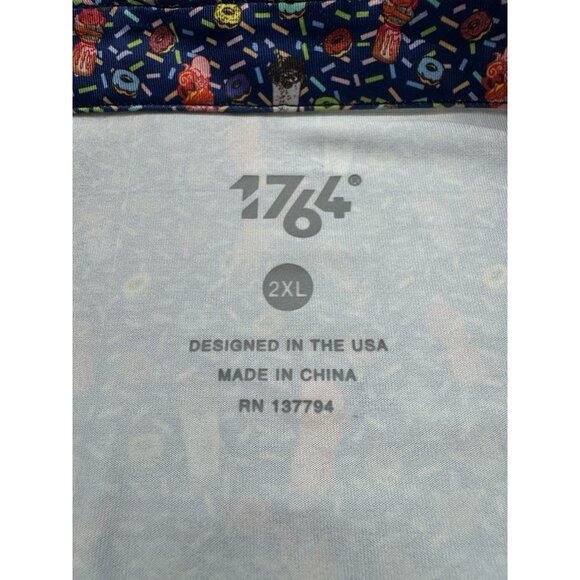 1764®
2XL
DESIGNED IN THE USA
MADE IN CHINA
RN 137794